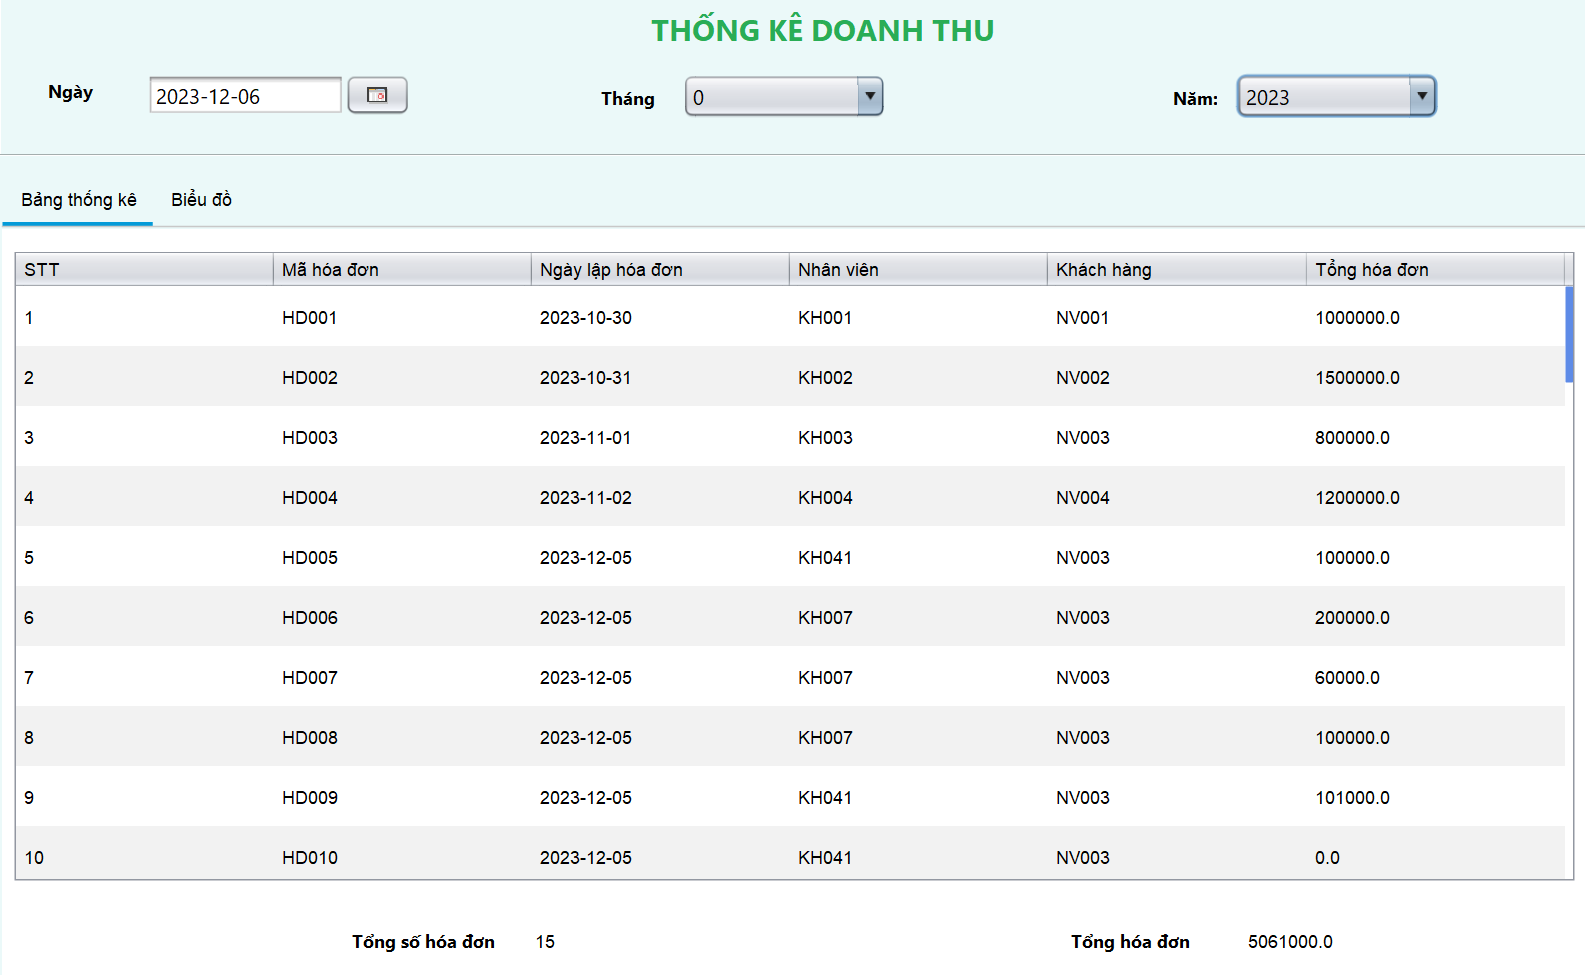 THỐNG KÊ DOANH THU
Ngày 2023-12-06 Tháng 0 Năm: 2023
Bảng thống kê Biểu đồ
STT Mã hóa đơn Ngày lập hóa đơn Nhân viên Khách hàng Tổng hóa đơn
1 HD001 2023-10-30 KH001 NV001 1000000.0
2 HD002 2023-10-31 KH002 NV002 1500000.0
3 HD003 2023-11-01 KH003 NV003 800000.0
4 HD004 2023-11-02 KH004 NV004 1200000.0
5 HD005 2023-12-05 KH041 NV003 100000.0
6 HD006 2023-12-05 KH007 NV003 200000.0
7 HD007 2023-12-05 KH007 NV003 60000.0
8 HD008 2023-12-05 KH007 NV003 100000.0
9 HD009 2023-12-05 KH041 NV003 101000.0
10 HD010 2023-12-05 KH041 NV003 0.0
Tổng số hóa đơn 15 Tổng hóa đơn 5061000.0